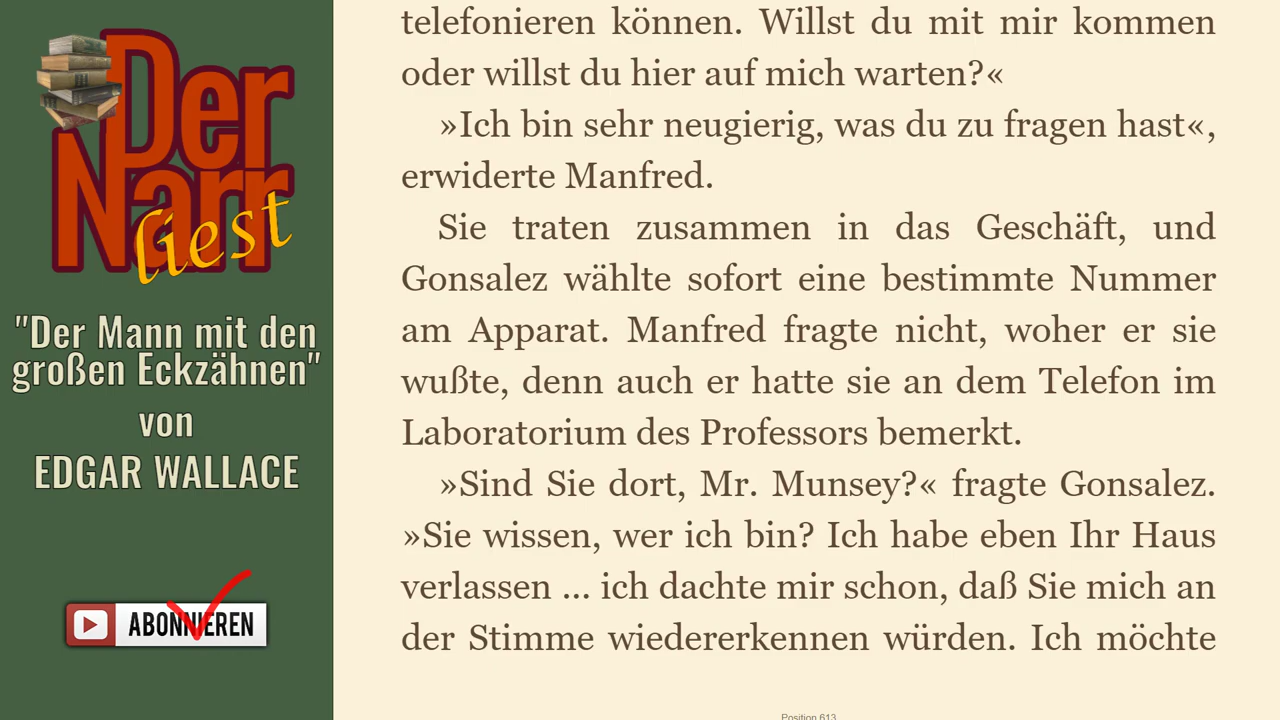 Der
Narr
liest
"Der Mann mit den
großen Eckzähnen"
von
EDGAR WALLACE
ABONNIEREN
telefonieren können. Willst du mit mir kommen
oder willst du hier auf mich warten?«
»Ich bin sehr neugierig, was du zu fragen hast«,
erwiderte Manfred.
Sie traten zusammen in das Geschäft, und
Gonsalez wählte sofort eine bestimmte Nummer
am Apparat. Manfred fragte nicht, woher er sie
wußte, denn auch er hatte sie an dem Telefon im
Laboratorium des Professors bemerkt.
»Sind Sie dort, Mr. Munsey?« fragte Gonsalez.
»Sie wissen, wer ich bin? Ich habe eben Ihr Haus
verlassen ... ich dachte mir schon, daß Sie mich an
der Stimme wiedererkennen würden. Ich möchte
Position 613